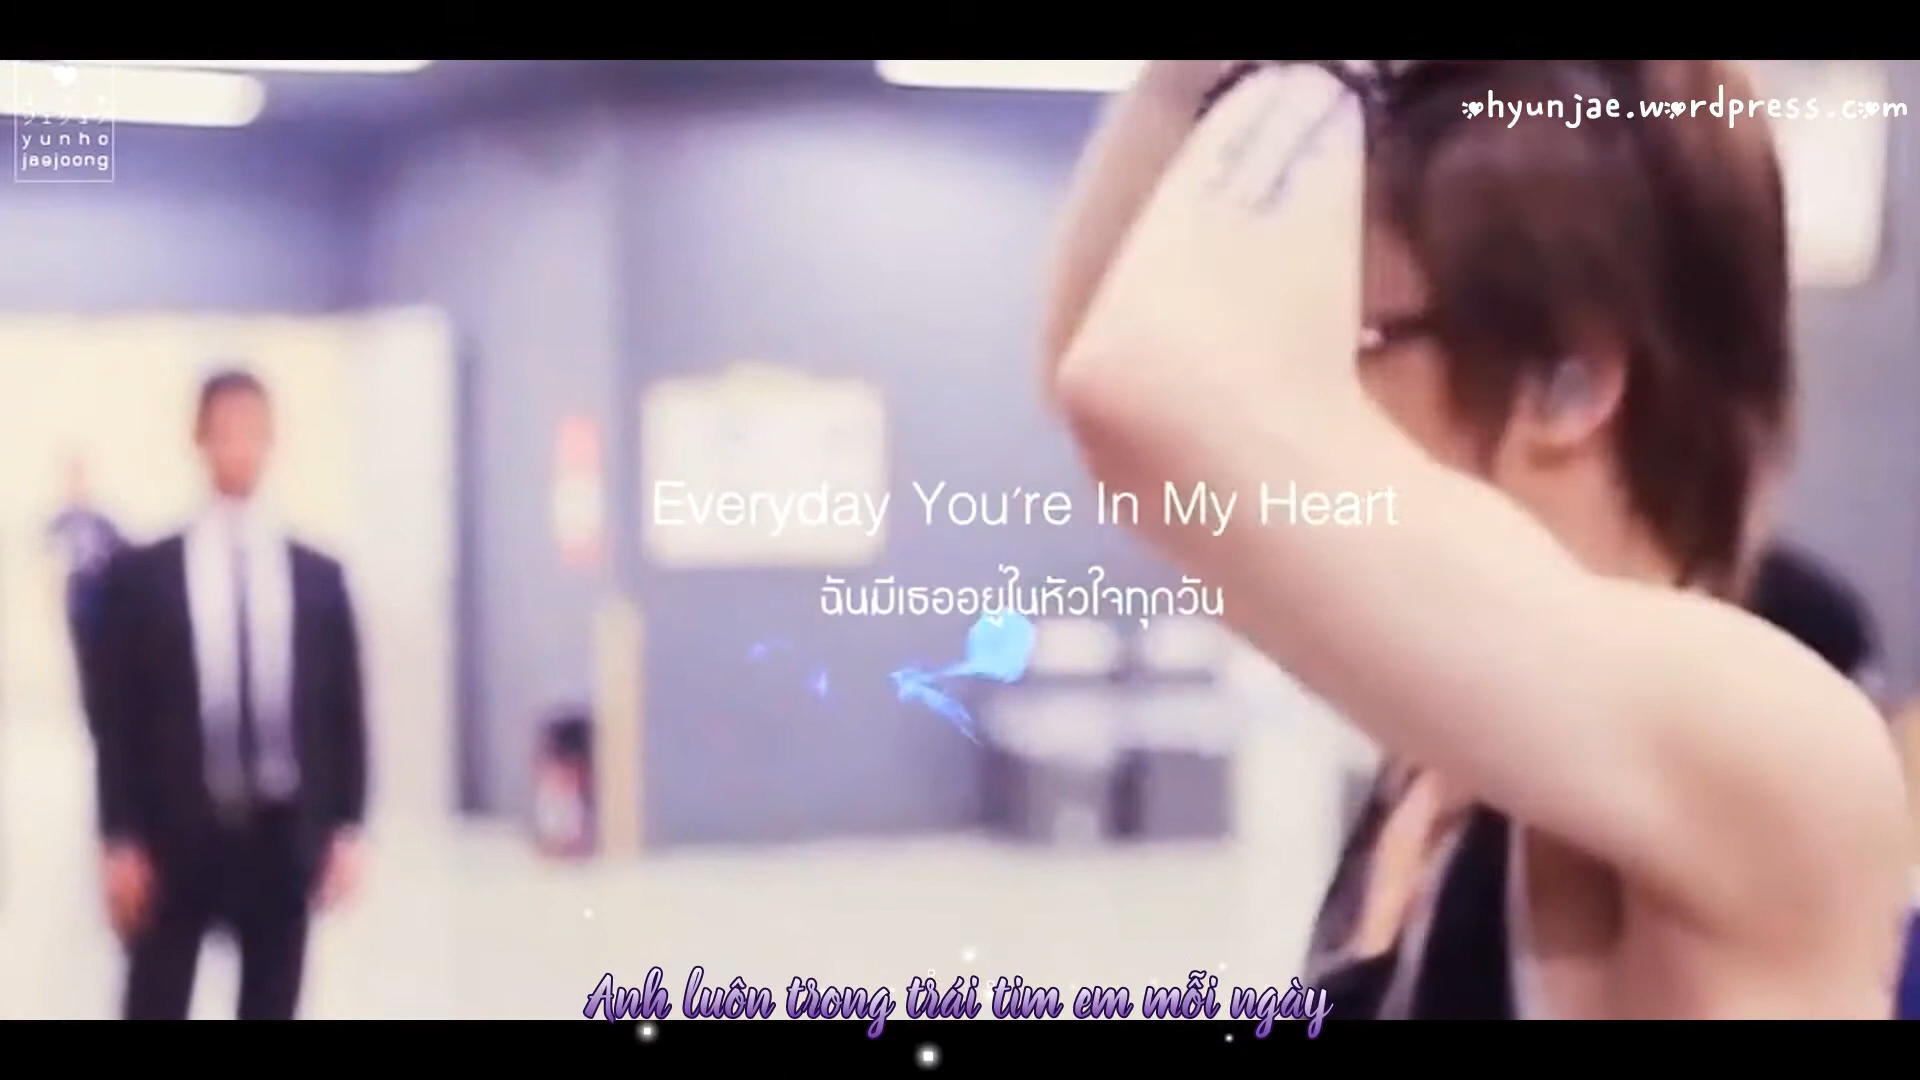 yunho
jaejoong
ohyunjae.wordpress.com
Everyday You're In My Heart
ฉันมีเธออยู่ในหัวใจทุกวัน
Anh luôn trong trái tim em mỗi ngày